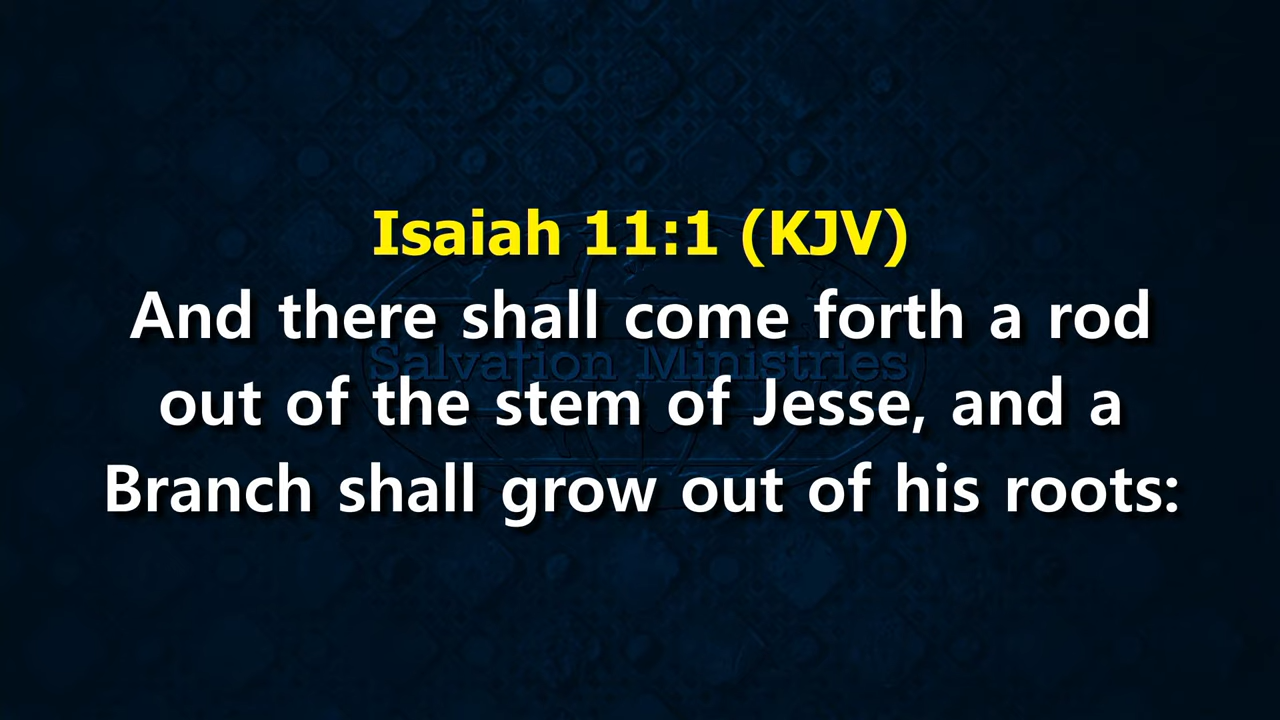 Isaiah 11:1 (KJV)
And there shall come forth a rod
Salvation Ministries
out of the stem of Jesse, and a
Branch shall grow out of his roots: